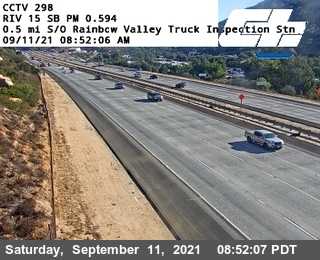 CCTV 298
RIV 15 SB PM 0.594
0.5 mi S/O Rainbcw Valley Truck Inspection Stn
09/11/21 08:52:06 AM
Saturday, September 11, 2021 08:52:07 PDT